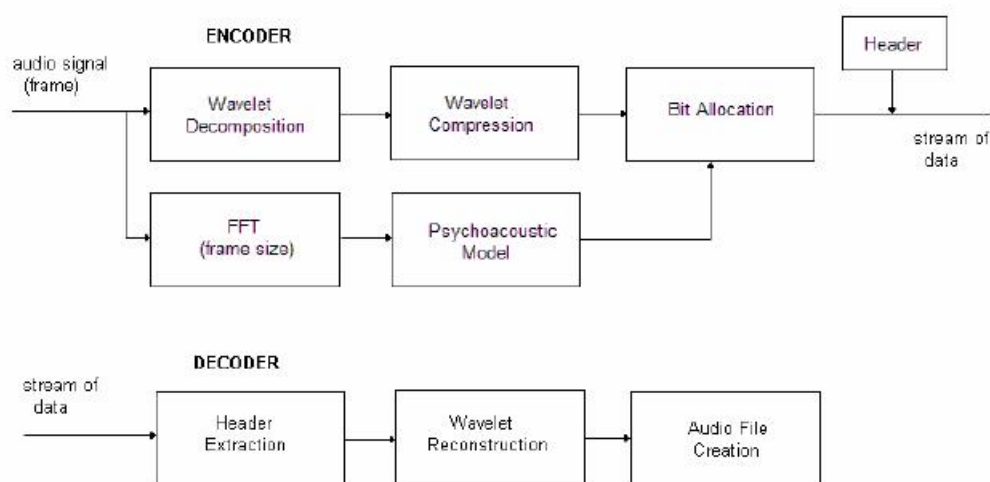 ENCODER
Header
audio signal
(frame)
Wavelet
Decomposition
Wavelet
Compression
Bit Allocation
stream of
data
FFT
(frame size)
Psychoacoustic
Model
DECODER
stream of
data
Header
Extraction
Wavelet
Reconstruction
Audio File
Creation